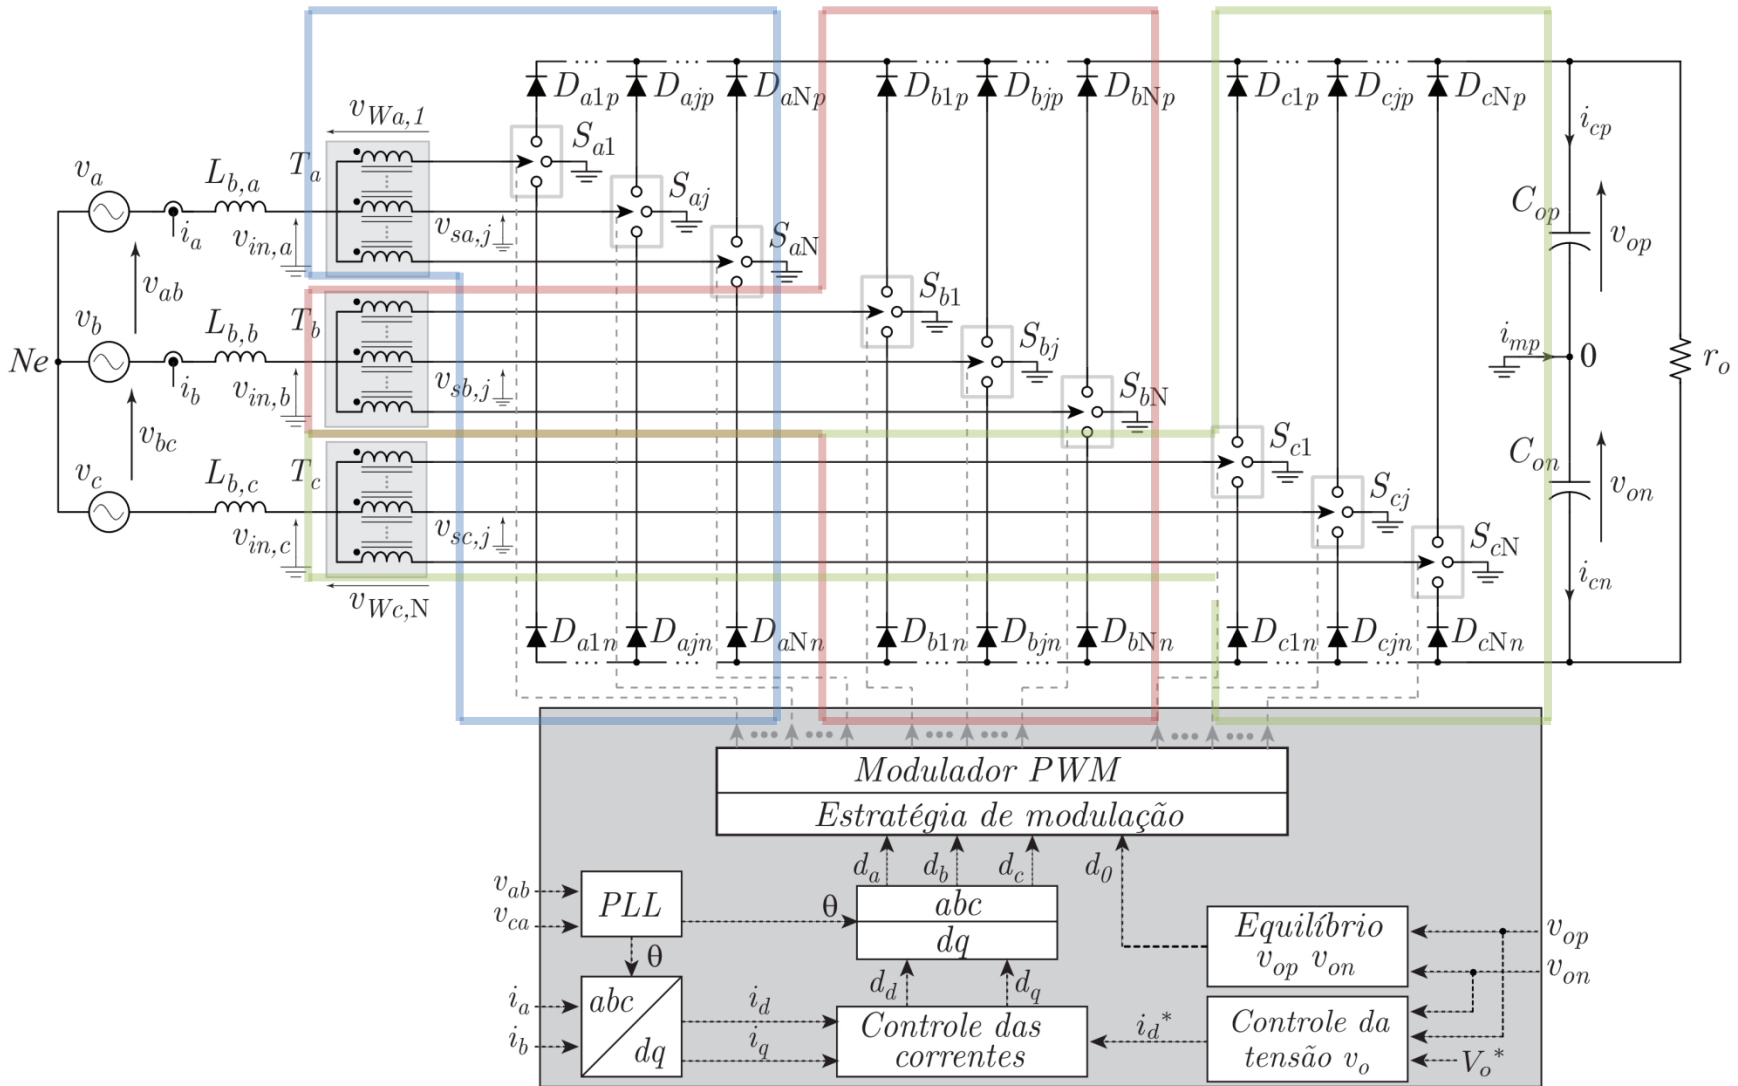 D_{a1p} D_{ajp} D_{aNp} D_{b1p} D_{bjp} D_{bNp} D_{c1p} D_{cjp} D_{cNp}
v_{Wa,1}
i_{cp}
S_{a1}
T_a
v_a
L_{b,a}
S_{aj}
C_{op}
i_a
v_{in,a}
v_{sa,j}
S_{aN}
v_{op}
v_{ab}
S_{b1}
v_b
L_{b,b}
T_b
S_{bj}
i_{mp}
0
Ne
r_o
i_b
v_{in,b}
v_{sb,j}
S_{bN}
v_{bc}
S_{c1}
C_{on}
v_c
L_{b,c}
T_c
S_{cj}
v_{on}
v_{in,c}
v_{sc,j}
S_{cN}
i_{cn}
v_{Wc,N}
D_{a1n} D_{ajn} D_{aNn} D_{b1n} D_{bjn} D_{bNn} D_{c1n} D_{cjn} D_{cNn}
Modulador PWM
Estratégia de modulação
d_a d_b d_c d_0
v_{ab}
v_{ca}
PLL
θ
abc
dq
Equilíbrio
v_{op} v_{on}
v_{op}
v_{on}
θ
d_d d_q
i_a
i_b
abc
dq
i_d
i_q
Controle das
correntes
i_d*
Controle da
tensão v_o
V_o*